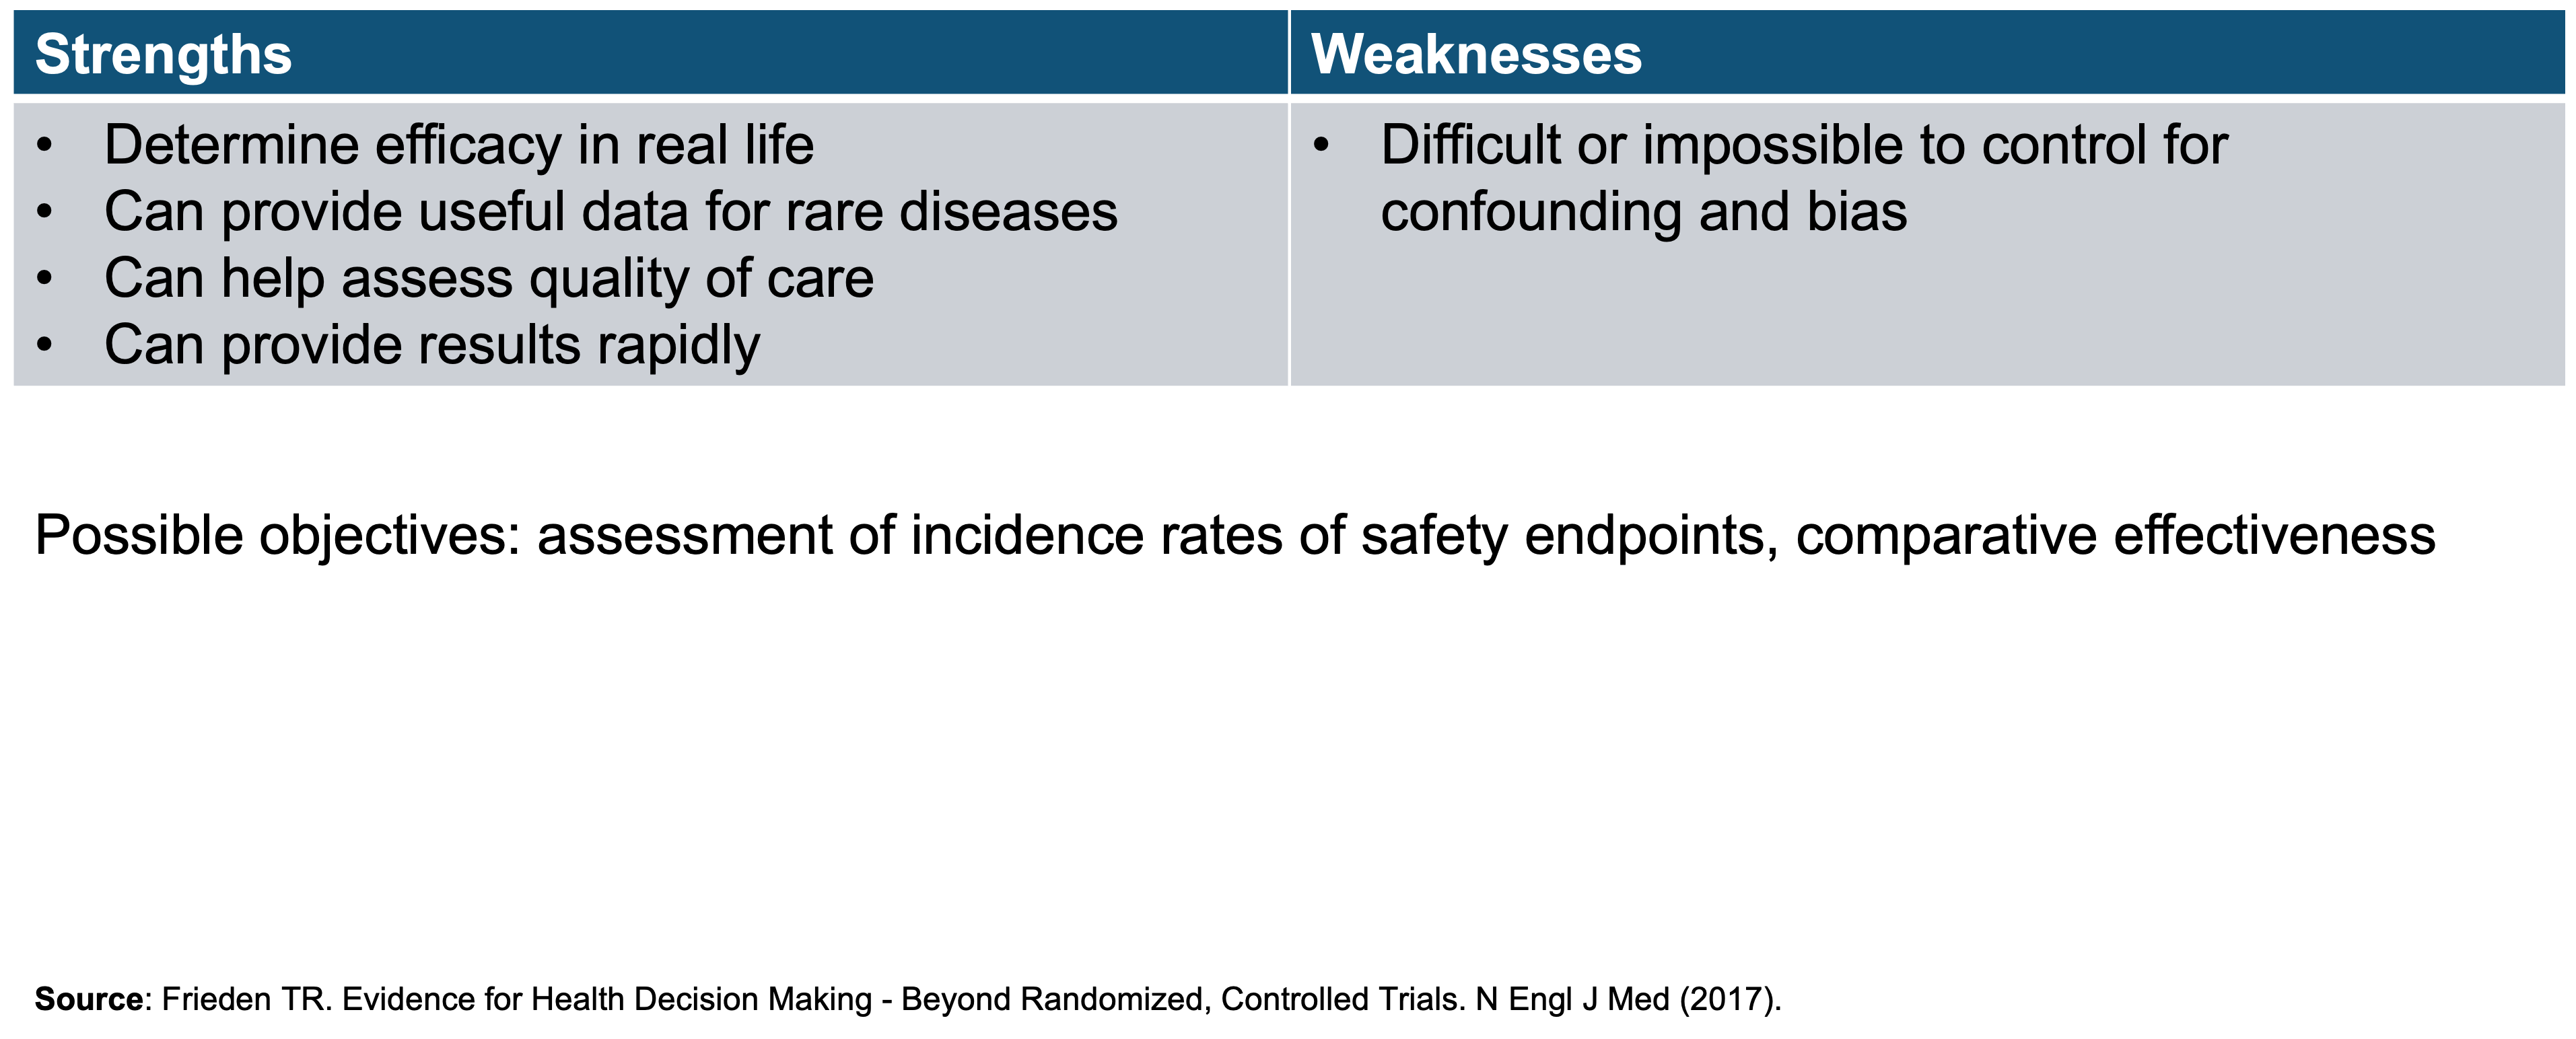 Strengths
Weaknesses
• Determine efficacy in real life
• Can provide useful data for rare diseases
• Can help assess quality of care
• Can provide results rapidly
• Difficult or impossible to control for
confounding and bias
Possible objectives: assessment of incidence rates of safety endpoints, comparative effectiveness
Source: Frieden TR. Evidence for Health Decision Making - Beyond Randomized, Controlled Trials. N Engl J Med (2017).